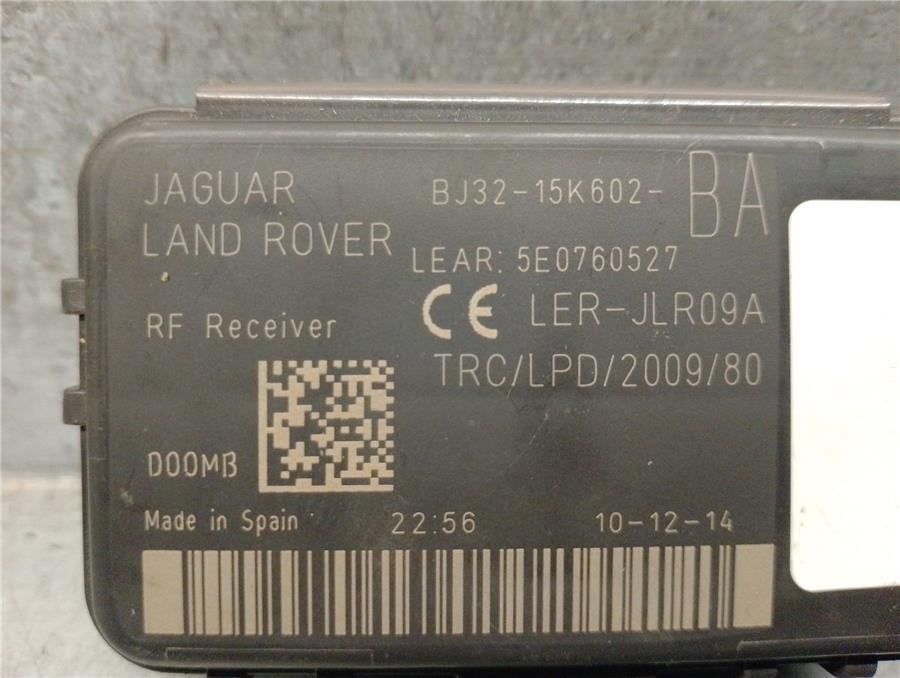 JAGUAR
LAND ROVER
BJ32-15K602-BA
LEAR: 5E0760527
CE LER-JLR09A
RF Receiver
TRC/LPD/2009/80
D00MB
Made in Spain 22:56 10-12-14